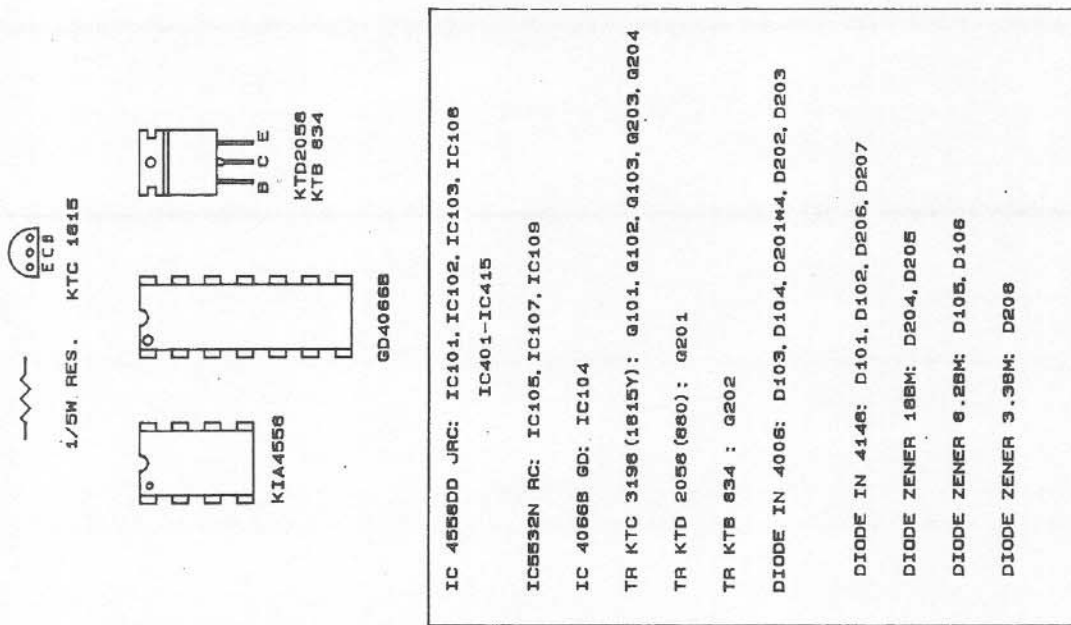 1/5W RES.
KTC 1815
E C B
KIA4558
GD4066B
B C E
KTD2058
KTB 834
IC 4558DD JRC: IC101, IC102, IC103, IC108
IC401-IC415
IC5532N RC: IC105, IC107, IC109
IC 4066B GD: IC104
TR KTC 3198 (1815Y): Q101, Q102, Q103, Q203, Q204
TR KTD 2058 (880): Q201
TR KTB 834 : Q202
DIODE IN 4006: D103, D104, D201M4, D202, D203
DIODE IN 4148: D101, D102, D206, D207
DIODE ZENER 18BM: D204, D205
DIODE ZENER 6.2BM: D105, D106
DIODE ZENER 3.3BM: D208